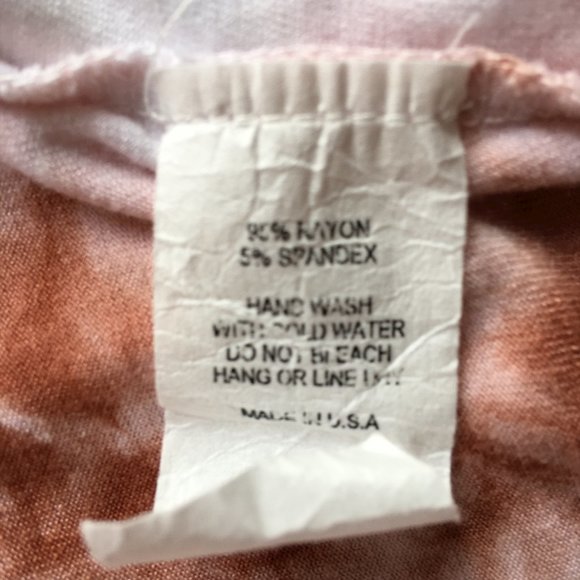 95% RAYON
5% SPANDEX
HAND WASH
WITH COLD WATER
DO NOT BLEACH
HANG OR LINE DRY
MADE IN U.S.A